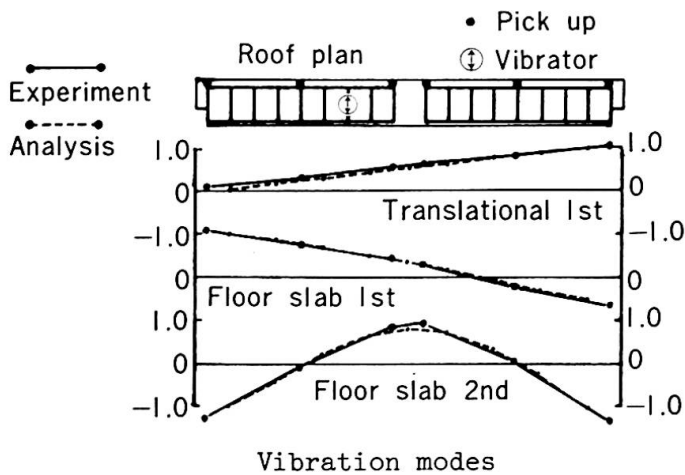 • Pick up
Roof plan
Vibrator
Experiment
Analysis
1.0 1.0
0 0
Translational 1st
-1.0 -1.0
0 0
Floor slab 1st
1.0 1.0
0 0
Floor slab 2nd
-1.0 -1.0
Vibration modes